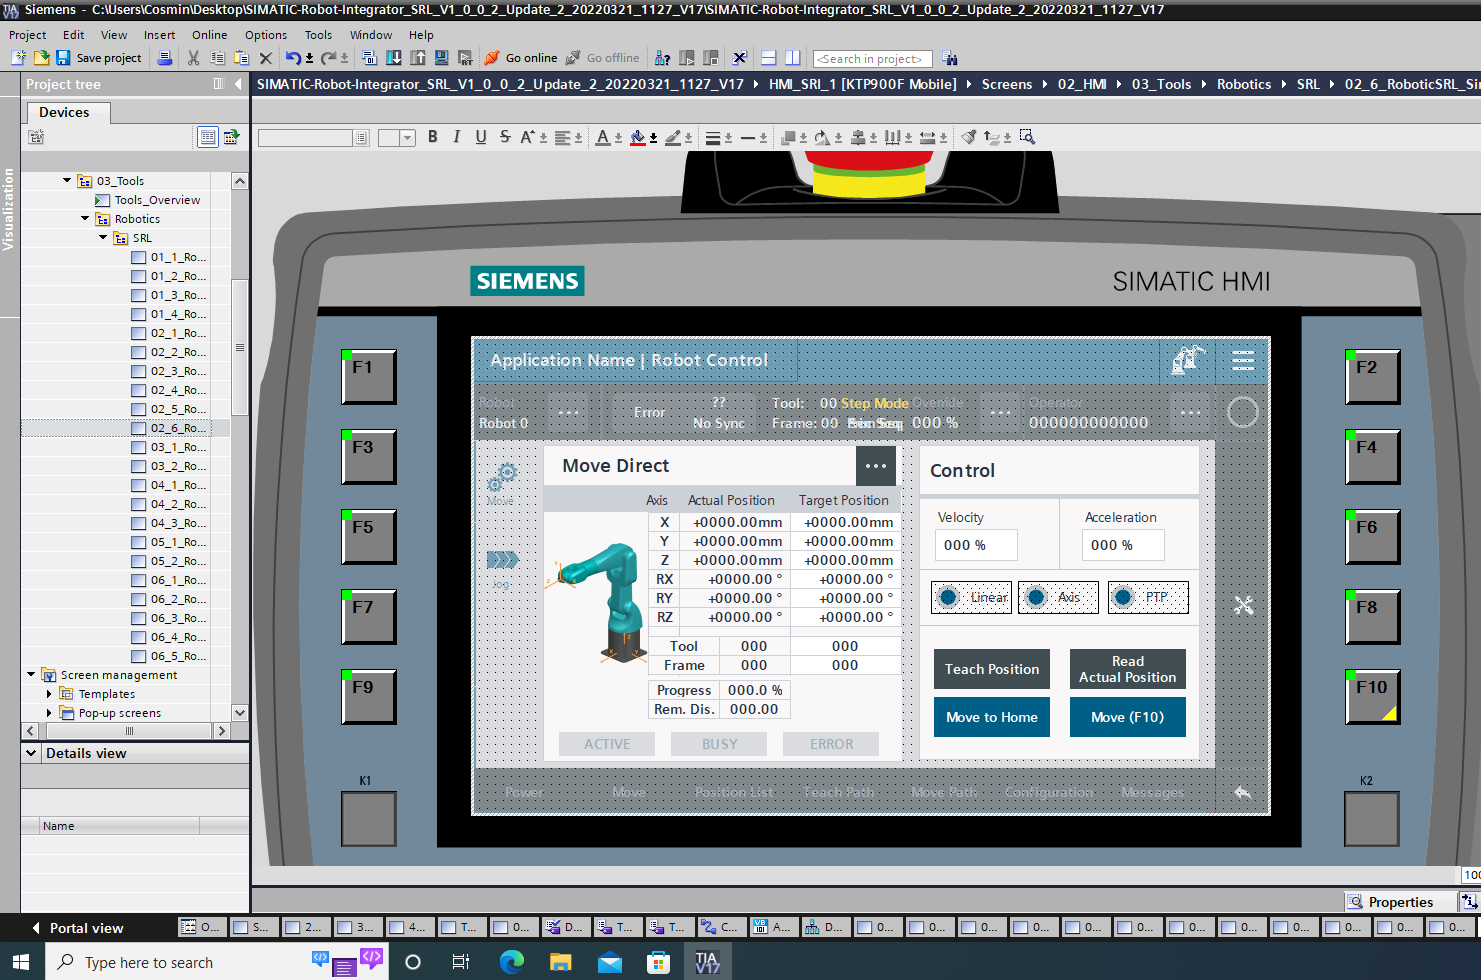 Siemens - C:\Users\Cosmin\Desktop\SIMATIC-Robot-Integrator_SRL_V1_0_0_2_Update_2_20220321_1127_V17\SIMATIC-Robot-Integrator_SRL_V1_0_0_2_Update_2_20220321_1127_V17
Project Edit View Insert Online Options Tools Window Help
Save project Go online Go offline <Search in project>
Project tree
SIMATIC-Robot-Integrator_SRL_V1_0_0_2_Update_2_20220321_1127_V17 HMI_SRI_1 [KTP900F Mobile] Screens 02_HMI 03_Tools Robotics SRL 02_6_RoboticSRL_Si
Devices
B I U S A A
Visualization
03_Tools
Tools_Overview
Robotics
SRL
01_1_Ro...
01_2_Ro...
01_3_Ro...
01_4_Ro...
02_1_Ro...
02_2_Ro...
02_3_Ro...
02_4_Ro...
02_5_Ro...
02_6_Ro...
03_1_Ro...
03_2_Ro...
04_1_Ro...
04_2_Ro...
04_3_Ro...
05_1_Ro...
05_2_Ro...
06_1_Ro...
06_2_Ro...
06_3_Ro...
06_4_Ro...
06_5_Ro...
Screen management
Templates
Pop-up screens
Details view
Name
SIEMENS
SIMATIC HMI
F1
F3
F5
F7
F9
K1
Application Name | Robot Control
Robot
Robot 0
...
Error
??
No Sync
Tool: 00
Frame: 00
Step Mode
Override
000 %
...
Operator
000000000000
...
Move
Jog
Move Direct ...
Axis Actual Position Target Position
X +0000.00mm +0000.00mm
Y +0000.00mm +0000.00mm
Z +0000.00mm +0000.00mm
RX +0000.00 ° +0000.00 °
RY +0000.00 ° +0000.00 °
RZ +0000.00 ° +0000.00 °
Tool 000 000
Frame 000 000
Progress 000.0 %
Rem. Dis. 000.00
ACTIVE BUSY ERROR
Control
Velocity Acceleration
000 % 000 %
Linear Axis PTP
Teach Position
Read
Actual Position
Move to Home
Move (F10)
Power Move Position List Teach Path Move Path Configuration Messages
F2
F4
F6
F8
F10
K2
100
Properties
Portal view
O... S... 2... 3... 4... T... 0... D... T... T... C... A... D... 0... 0... 0... 0... 0... 0... 0... 0... 0... 0... 0... 0...
Type here to search
TIA
V17